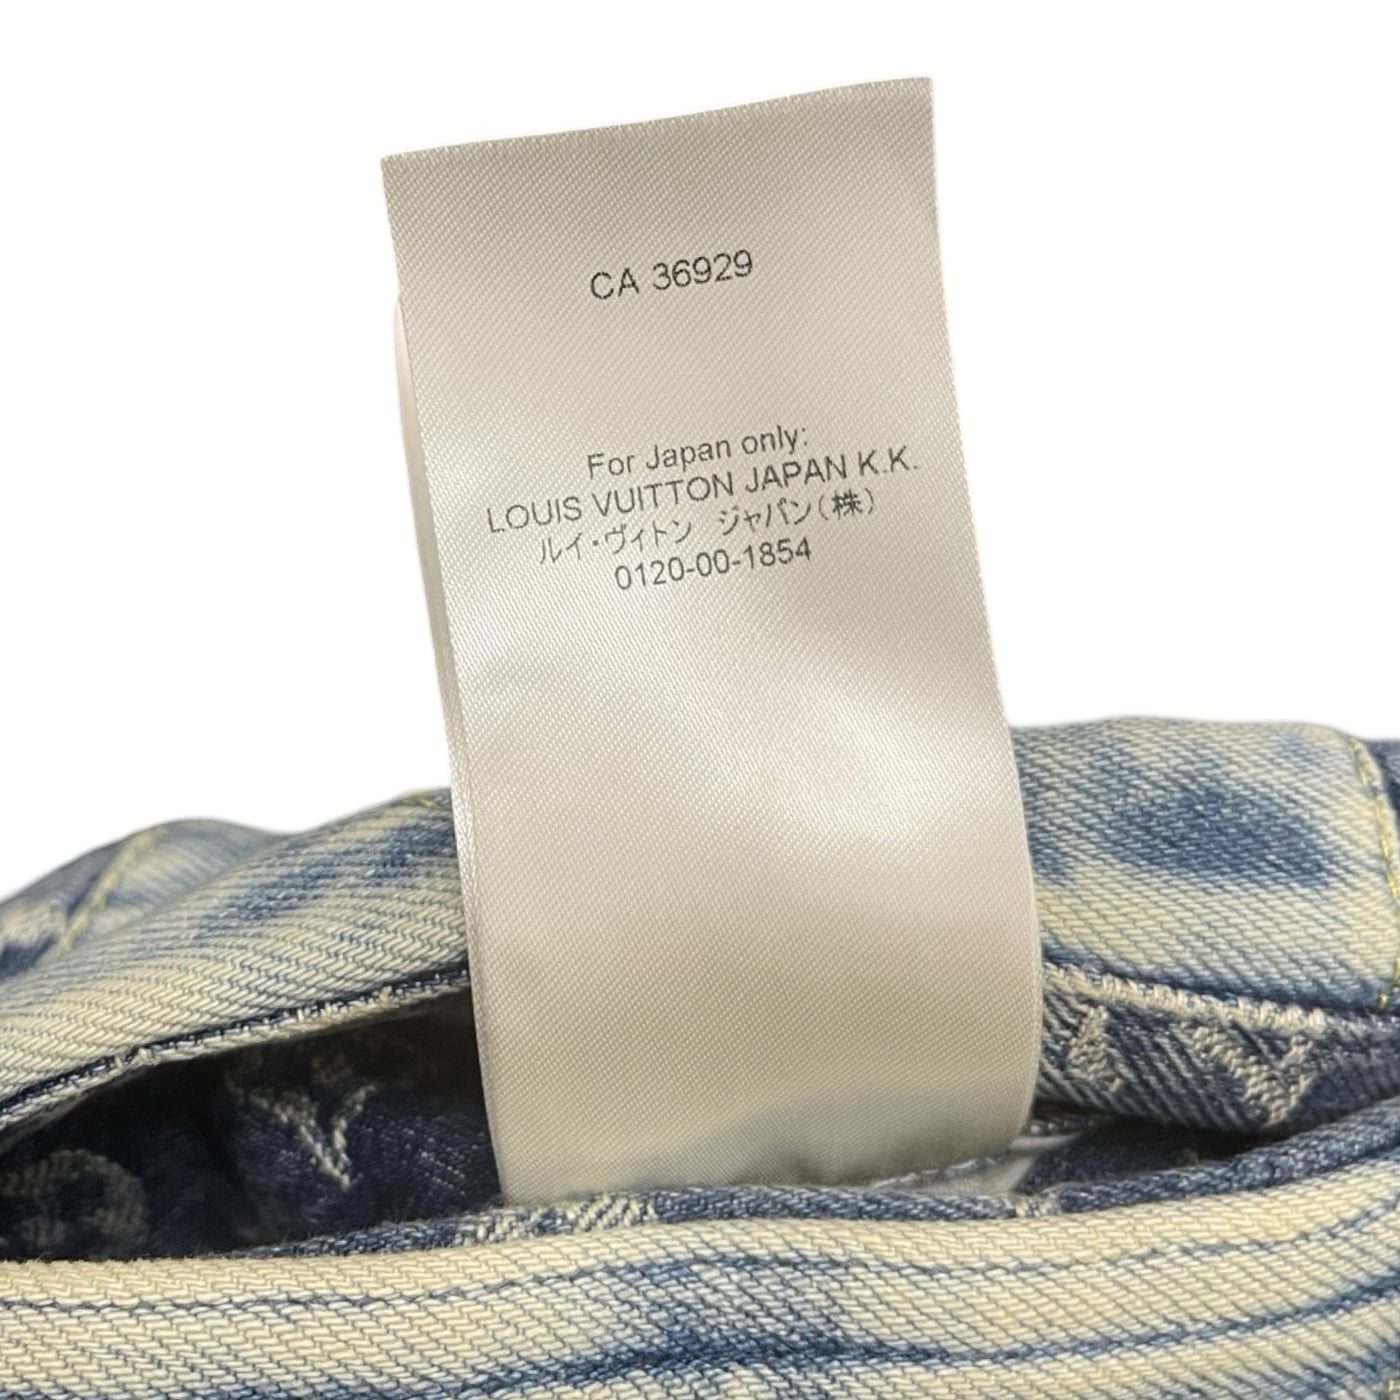 CA 36929
For Japan only:
LOUIS VUITTON JAPAN K.K.
ルイ・ヴィトン ジャパン(株)
0120-00-1854